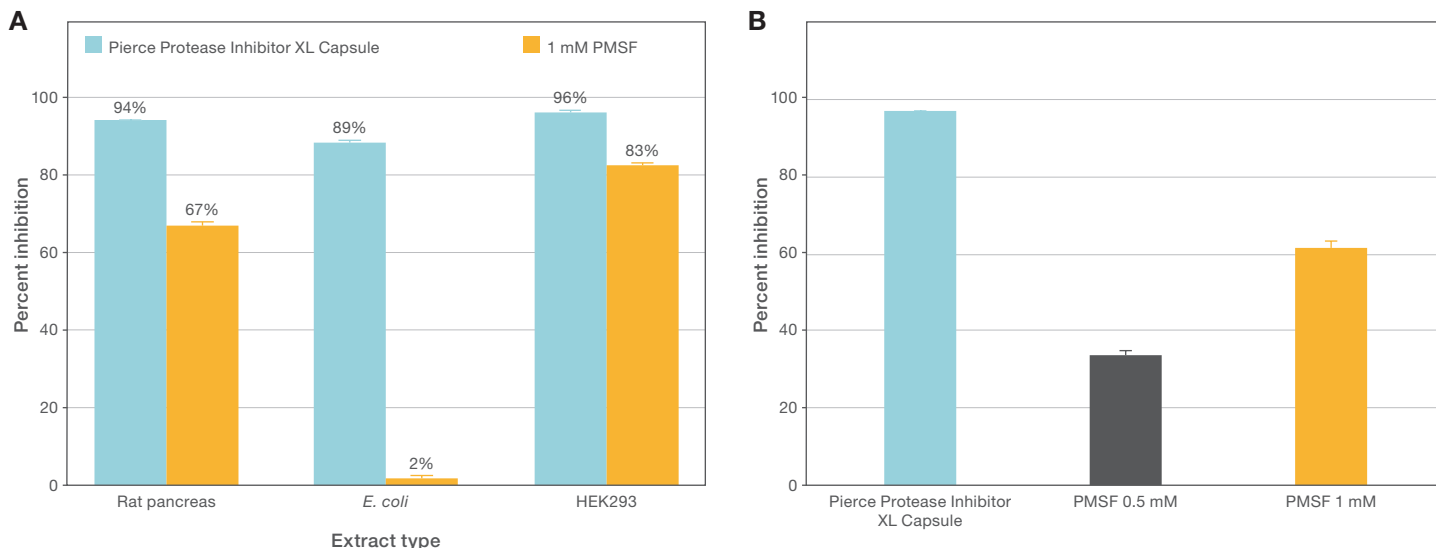 A
Pierce Protease Inhibitor XL Capsule
1 mM PMSF
Percent inhibition
100
80
60
40
20
0
94%
67%
89%
2%
96%
83%
Rat pancreas
E. coli
HEK293
Extract type
B
Percent inhibition
100
80
60
40
20
0
Pierce Protease Inhibitor
XL Capsule
PMSF 0.5 mM
PMSF 1 mM